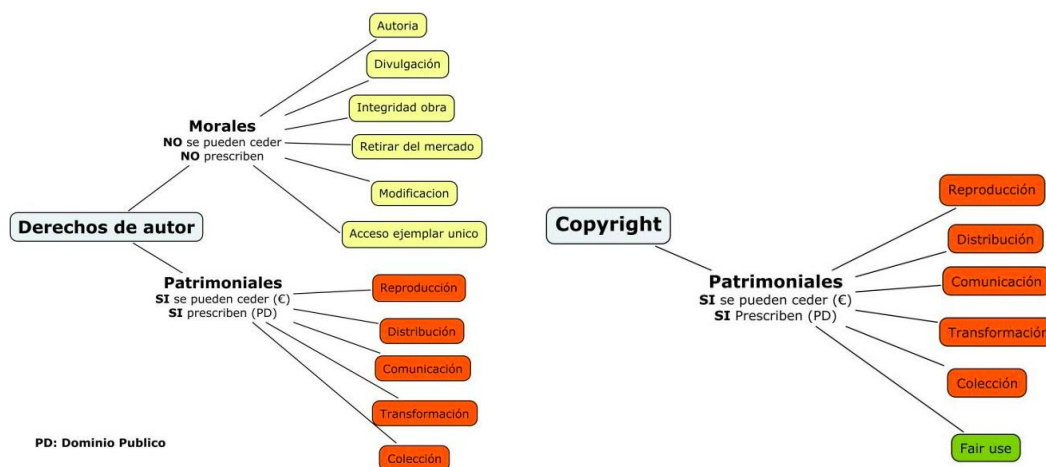 Derechos de autor
Morales
NO se pueden ceder
NO prescriben
Autoria
Divulgación
Integridad obra
Retirar del mercado
Modificacion
Acceso ejemplar unico
Patrimoniales
SI se pueden ceder (€)
SI prescriben (PD)
Reproducción
Distribución
Comunicación
Transformación
Colección
PD: Dominio Publico
Copyright
Patrimoniales
SI se pueden ceder (€)
SI Prescriben (PD)
Reproducción
Distribución
Comunicación
Transformación
Colección
Fair use